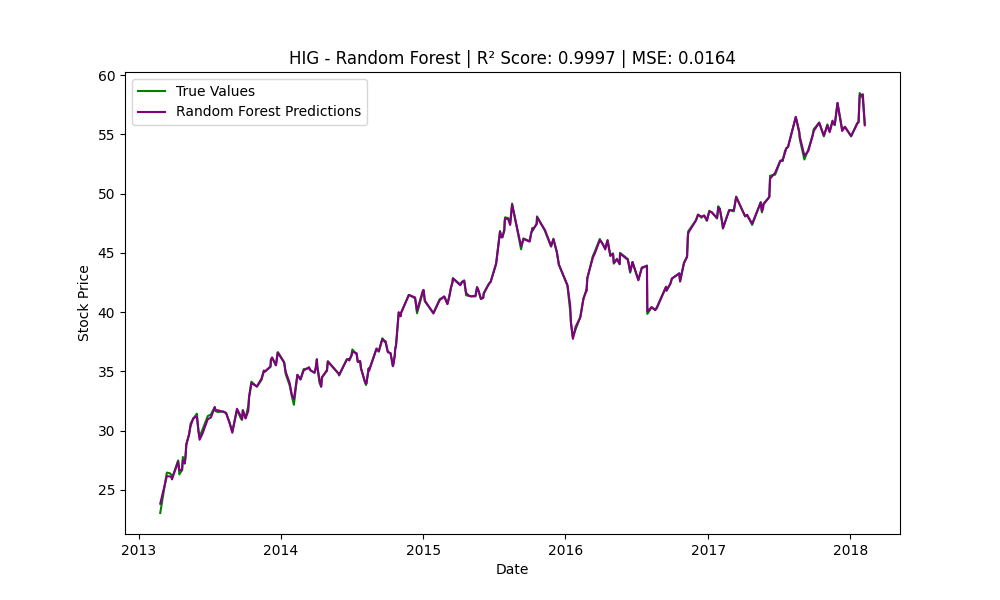 HIG - Random Forest | R² Score: 0.9997 | MSE: 0.0164
True Values
Random Forest Predictions
60
55
50
45
40
35
30
25
Stock Price
2013
2014
2015
2016
2017
2018
Date